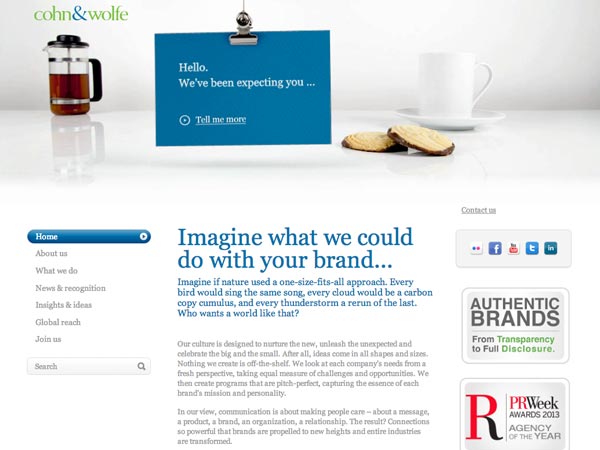 cohn&wolfe
Hello.
We've been expecting you ...
Tell me more
Contact us
Home
About us
What we do
News & recognition
Insights & ideas
Global reach
Join us
Search
Imagine what we could
do with your brand...
Imagine if nature used a one-size-fits-all approach. Every
bird would sing the same song, every cloud would be a carbon
copy cumulus, and every thunderstorm a rerun of the last.
Who wants a world like that?
Our culture is designed to nurture the new, unleash the unexpected and
celebrate the big and the small. After all, ideas come in all shapes and sizes.
Nothing we create is off-the-shelf. We look at each company's needs from a
fresh perspective, taking equal measure of challenges and opportunities. We
then create programs that are pitch-perfect, capturing the essence of each
brand's mission and personality.
In our view, communication is about making people care – about a message,
a product, a brand, an organization, a relationship. The result? Connections
so powerful that brands are propelled to new heights and entire industries
are transformed.
You
Tube
in
AUTHENTIC
BRANDS
From Transparency
to Full Disclosure.
R
PRWeek
AWARDS 2013
AGENCY
OF THE YEAR